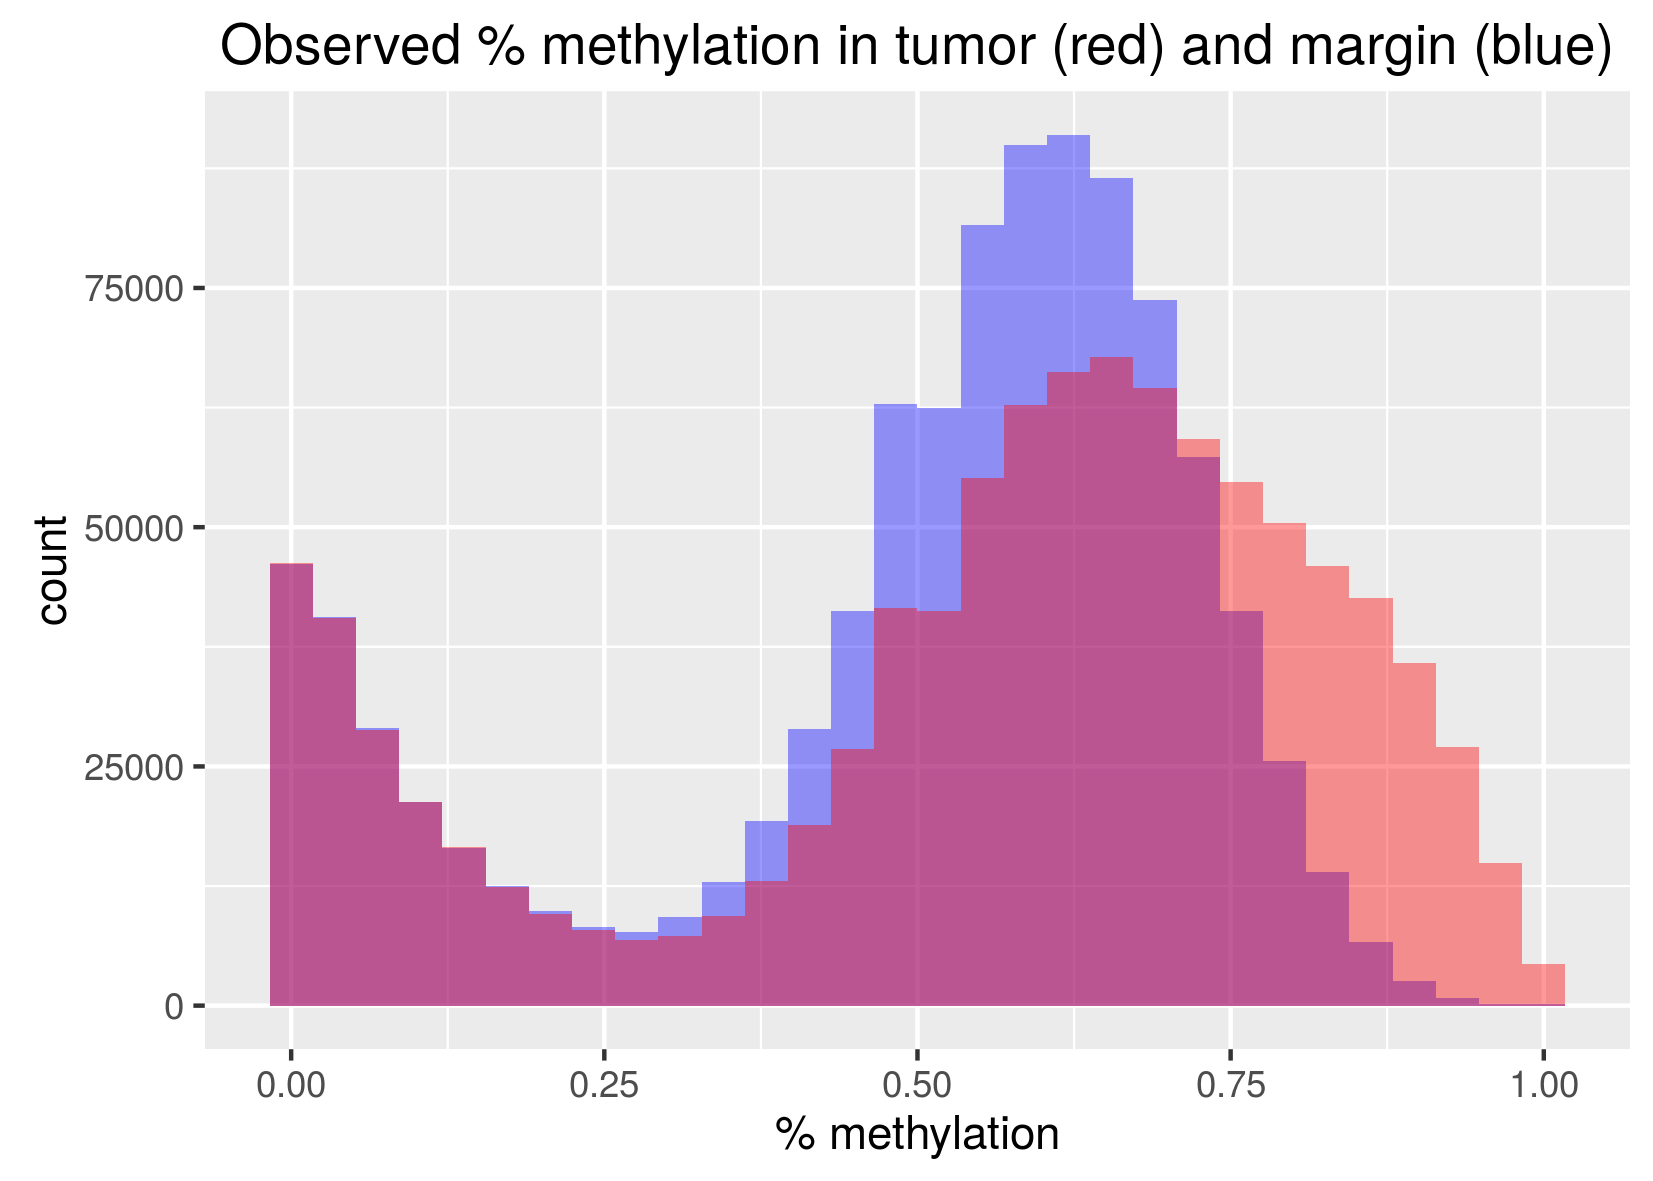 Observed % methylation in tumor (red) and margin (blue)
75000
50000
25000
0
count
0.00 0.25 0.50 0.75 1.00
% methylation